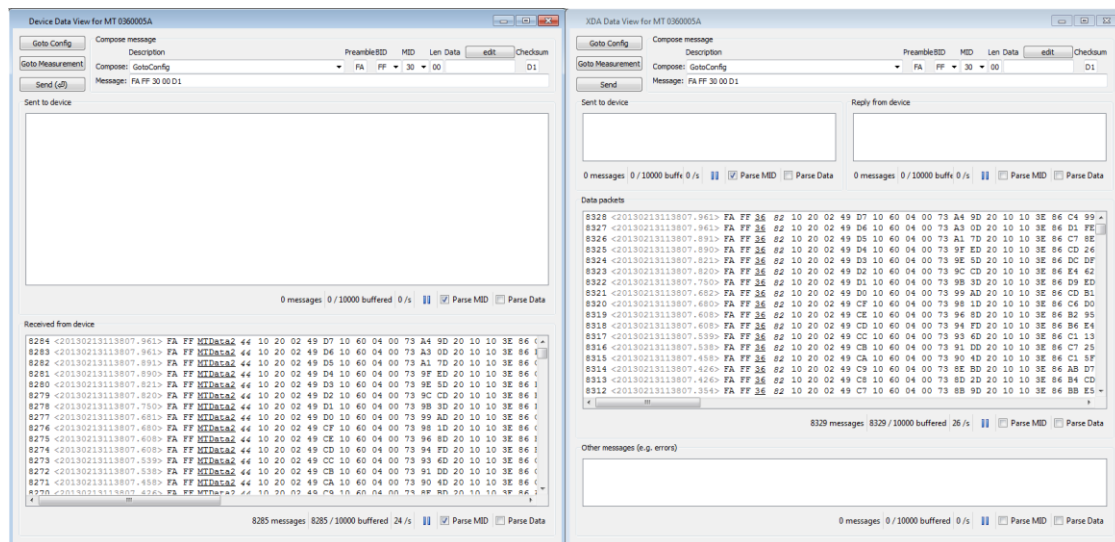 Device Data View for MT 0360005A
Goto Config
Compose message
Description Preamble BID MID Len Data edit Checksum
Goto Measurement Compose: GotoConfig FA FF 30 00 D1
Send (⏎) Message: FA FF 30 00 D1
Sent to device
0 messages 0 / 10000 buffered 0 /s Parse MID Parse Data
Received from device
8284 <20130213113807.961> FA FF MTData2 44 10 20 02 49 D7 10 60 04 00 73 A4 9D 20 10 10 3E 86
8283 <20130213113807.961> FA FF MTData2 44 10 20 02 49 D6 10 60 04 00 73 A3 0D 20 10 10 3E 86
8282 <20130213113807.891> FA FF MTData2 44 10 20 02 49 D5 10 60 04 00 73 A1 7D 20 10 10 3E 86
8281 <20130213113807.890> FA FF MTData2 44 10 20 02 49 D4 10 60 04 00 73 9F ED 20 10 10 3E 86
8280 <20130213113807.821> FA FF MTData2 44 10 20 02 49 D3 10 60 04 00 73 9E 5D 20 10 10 3E 86
8279 <20130213113807.820> FA FF MTData2 44 10 20 02 49 D2 10 60 04 00 73 9C CD 20 10 10 3E 86
8278 <20130213113807.750> FA FF MTData2 44 10 20 02 49 D1 10 60 04 00 73 9B 3D 20 10 10 3E 86
8277 <20130213113807.681> FA FF MTData2 44 10 20 02 49 D0 10 60 04 00 73 99 AD 20 10 10 3E 86
8276 <20130213113807.680> FA FF MTData2 44 10 20 02 49 CF 10 60 04 00 73 98 1D 20 10 10 3E 86
8275 <20130213113807.608> FA FF MTData2 44 10 20 02 49 CE 10 60 04 00 73 96 8D 20 10 10 3E 86
8274 <20130213113807.608> FA FF MTData2 44 10 20 02 49 CD 10 60 04 00 73 94 FD 20 10 10 3E 86
8273 <20130213113807.539> FA FF MTData2 44 10 20 02 49 CC 10 60 04 00 73 93 6D 20 10 10 3E 86
8272 <20130213113807.538> FA FF MTData2 44 10 20 02 49 CB 10 60 04 00 73 91 DD 20 10 10 3E 86
8271 <20130213113807.458> FA FF MTData2 44 10 20 02 49 CA 10 60 04 00 73 90 4D 20 10 10 3E 86
8270 <20130213113807.426> FA FF MTData2 44 10 20 02 49 C9 10 60 04 00 73 8E BD 20 10 10 3E 86
8285 messages 8285 / 10000 buffered 24 /s Parse MID Parse Data
XDA Data View for MT 0360005A
Goto Config
Compose message
Description Preamble BID MID Len Data edit Checksum
Goto Measurement Compose: GotoConfig FA FF 30 00 D1
Send Message: FA FF 30 00 D1
Sent to device
0 messages 0 / 10000 buffe 0 /s Parse MID Parse Data
Reply from device
0 messages 0 / 10000 buffe 0 /s Parse MID Parse Data
Data packets
8328 <20130213113807.961> FA FF 36 82 10 20 02 49 D7 10 60 04 00 73 A4 9D 20 10 10 3E 86 C4 99
8327 <20130213113807.961> FA FF 36 82 10 20 02 49 D6 10 60 04 00 73 A3 0D 20 10 10 3E 86 D1 FE
8326 <20130213113807.891> FA FF 36 82 10 20 02 49 D5 10 60 04 00 73 A1 7D 20 10 10 3E 86 C7 8E
8325 <20130213113807.890> FA FF 36 82 10 20 02 49 D4 10 60 04 00 73 9F ED 20 10 10 3E 86 CD 26
8324 <20130213113807.821> FA FF 36 82 10 20 02 49 D3 10 60 04 00 73 9E 5D 20 10 10 3E 86 DC DF
8323 <20130213113807.820> FA FF 36 82 10 20 02 49 D2 10 60 04 00 73 9C CD 20 10 10 3E 86 E4 62
8322 <20130213113807.750> FA FF 36 82 10 20 02 49 D1 10 60 04 00 73 9B 3D 20 10 10 3E 86 D9 ED
8321 <20130213113807.682> FA FF 36 82 10 20 02 49 D0 10 60 04 00 73 99 AD 20 10 10 3E 86 CD B1
8320 <20130213113807.680> FA FF 36 82 10 20 02 49 CF 10 60 04 00 73 98 1D 20 10 10 3E 86 C6 D0
8319 <20130213113807.608> FA FF 36 82 10 20 02 49 CE 10 60 04 00 73 96 8D 20 10 10 3E 86 B2 95
8318 <20130213113807.608> FA FF 36 82 10 20 02 49 CD 10 60 04 00 73 94 FD 20 10 10 3E 86 B6 E4
8317 <20130213113807.539> FA FF 36 82 10 20 02 49 CC 10 60 04 00 73 93 6D 20 10 10 3E 86 C1 13
8316 <20130213113807.538> FA FF 36 82 10 20 02 49 CB 10 60 04 00 73 91 DD 20 10 10 3E 86 C7 25
8315 <20130213113807.458> FA FF 36 82 10 20 02 49 CA 10 60 04 00 73 90 4D 20 10 10 3E 86 C1 5F
8314 <20130213113807.426> FA FF 36 82 10 20 02 49 C9 10 60 04 00 73 8E BD 20 10 10 3E 86 AB D7
8313 <20130213113807.426> FA FF 36 82 10 20 02 49 C8 10 60 04 00 73 8D 2D 20 10 10 3E 86 B4 CD
8312 <20130213113807.354> FA FF 36 82 10 20 02 49 C7 10 60 04 00 73 8B 9D 20 10 10 3E 86 BB E5
8329 messages 8329 / 10000 buffered 26 /s Parse MID Parse Data
Other messages (e.g. errors)
0 messages 0 / 10000 buffered 0 /s Parse MID Parse Data